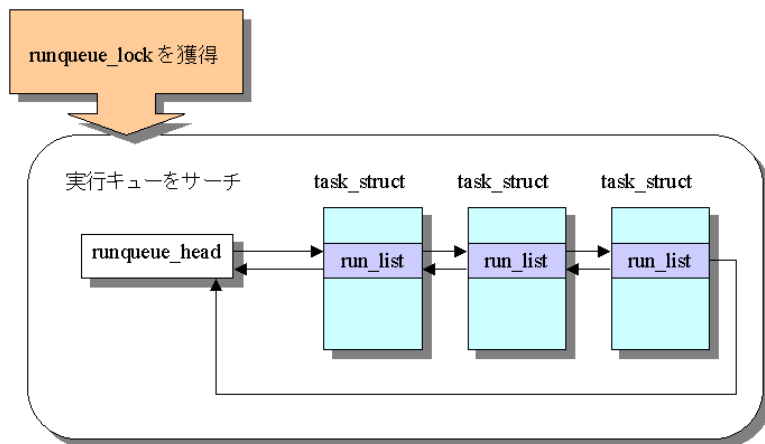 runqueue_lockを獲得
実行キューをサーチ
task_struct
task_struct
task_struct
runqueue_head
run_list
run_list
run_list